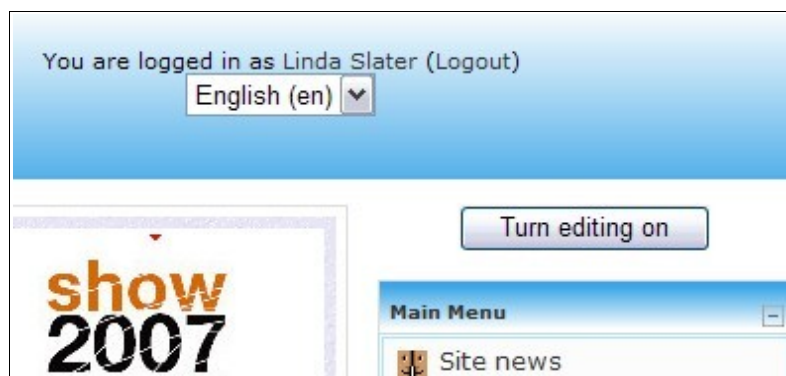 You are logged in as Linda Slater (Logout)
English (en)
Turn editing on
show
2007
Main Menu
Site news